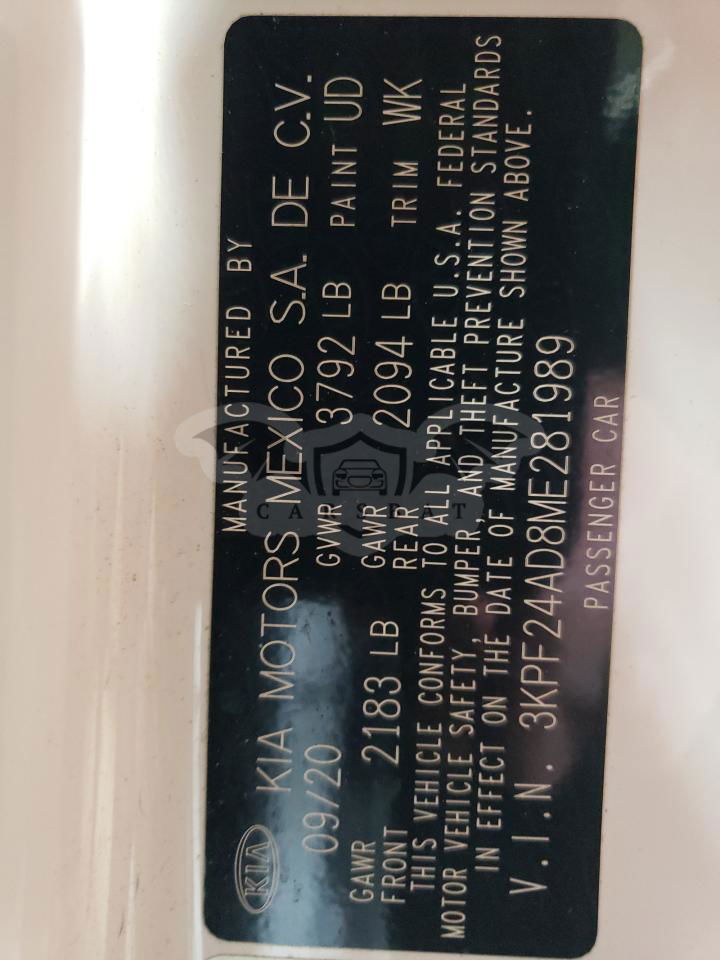 MANUFACTURED BY
KIA KIA MOTORS MEXICO S.A. DE C.V.
09/20 GVWR 3792 LB PAINT UD
GAWR FRONT 2183 LB GAWR REAR 2094 LB TRIM WK
THIS VEHICLE CONFORMS TO ALL APPLICABLE U.S.A. FEDERAL
MOTOR VEHICLE SAFETY, BUMPER, AND THEFT PREVENTION STANDARDS
IN EFFECT ON THE DATE OF MANUFACTURE SHOWN ABOVE.
V.I.N. 3KPF24AD8ME281989
PASSENGER CAR
CARSBAT